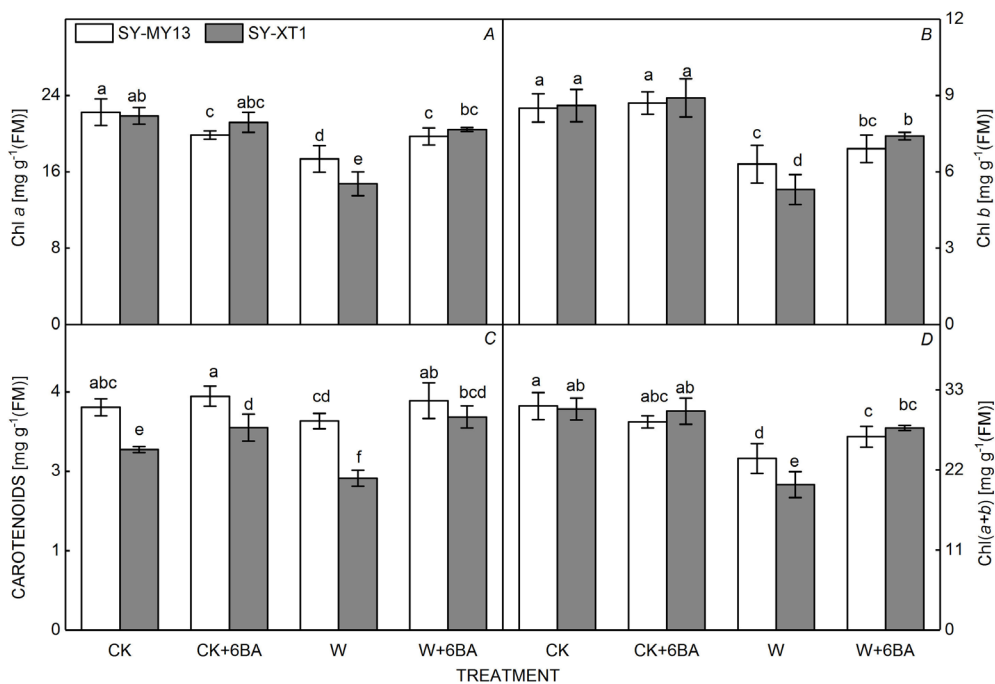 SY-MY13 SY-XT1 A
B
Chl a [mg g-1(FM)]
24
16
8
0
a ab c abc d e c bc
a a a a c d bc b
12
9
6
3
0
Chl b [mg g-1(FM)]
C
D
CAROTENOIDS [mg g-1(FM)]
4
3
1
0
abc e a d cd f ab bcd
a ab abc ab d e c bc
33
22
11
0
Chl(a+b) [mg g-1(FM)]
CK CK+6BA W W+6BA CK CK+6BA W W+6BA
TREATMENT